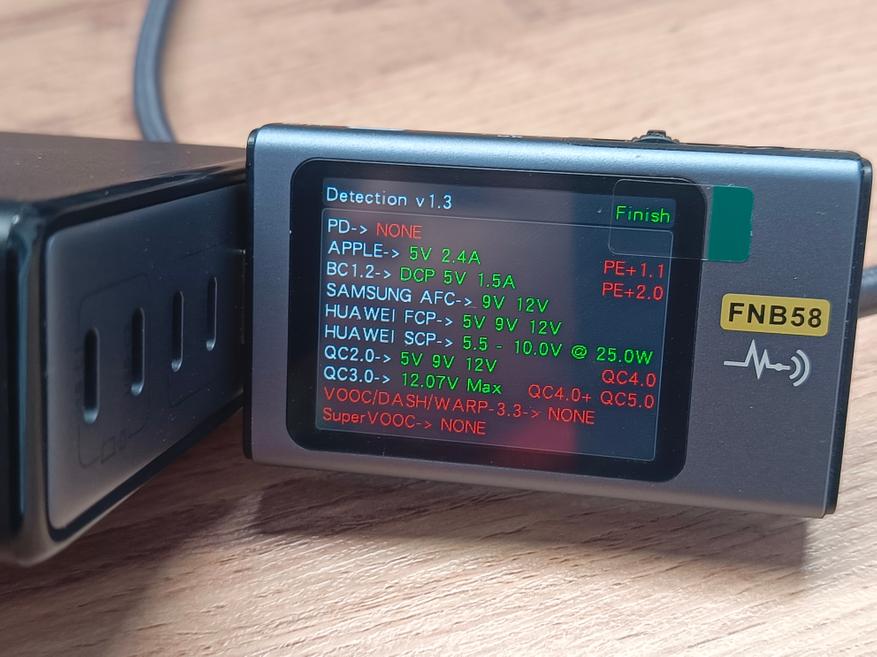 Detection v1.3
Finish
PD-> NONE
APPLE-> 5V 2.4A
PE+1.1
BC1.2-> DCP 5V 1.5A
PE+2.0
SAMSUNG AFC-> 9V 12V
HUAWEI FCP-> 5V 9V 12V
HUAWEI SCP-> 5.5 - 10.0V @ 25.0W
QC2.0-> 5V 9V 12V
QC4.0
QC3.0-> 12.07V Max
QC4.0+ QC5.0
VOOC/DASH/WARP-3.3-> NONE
SuperVOOC-> NONE
FNB58